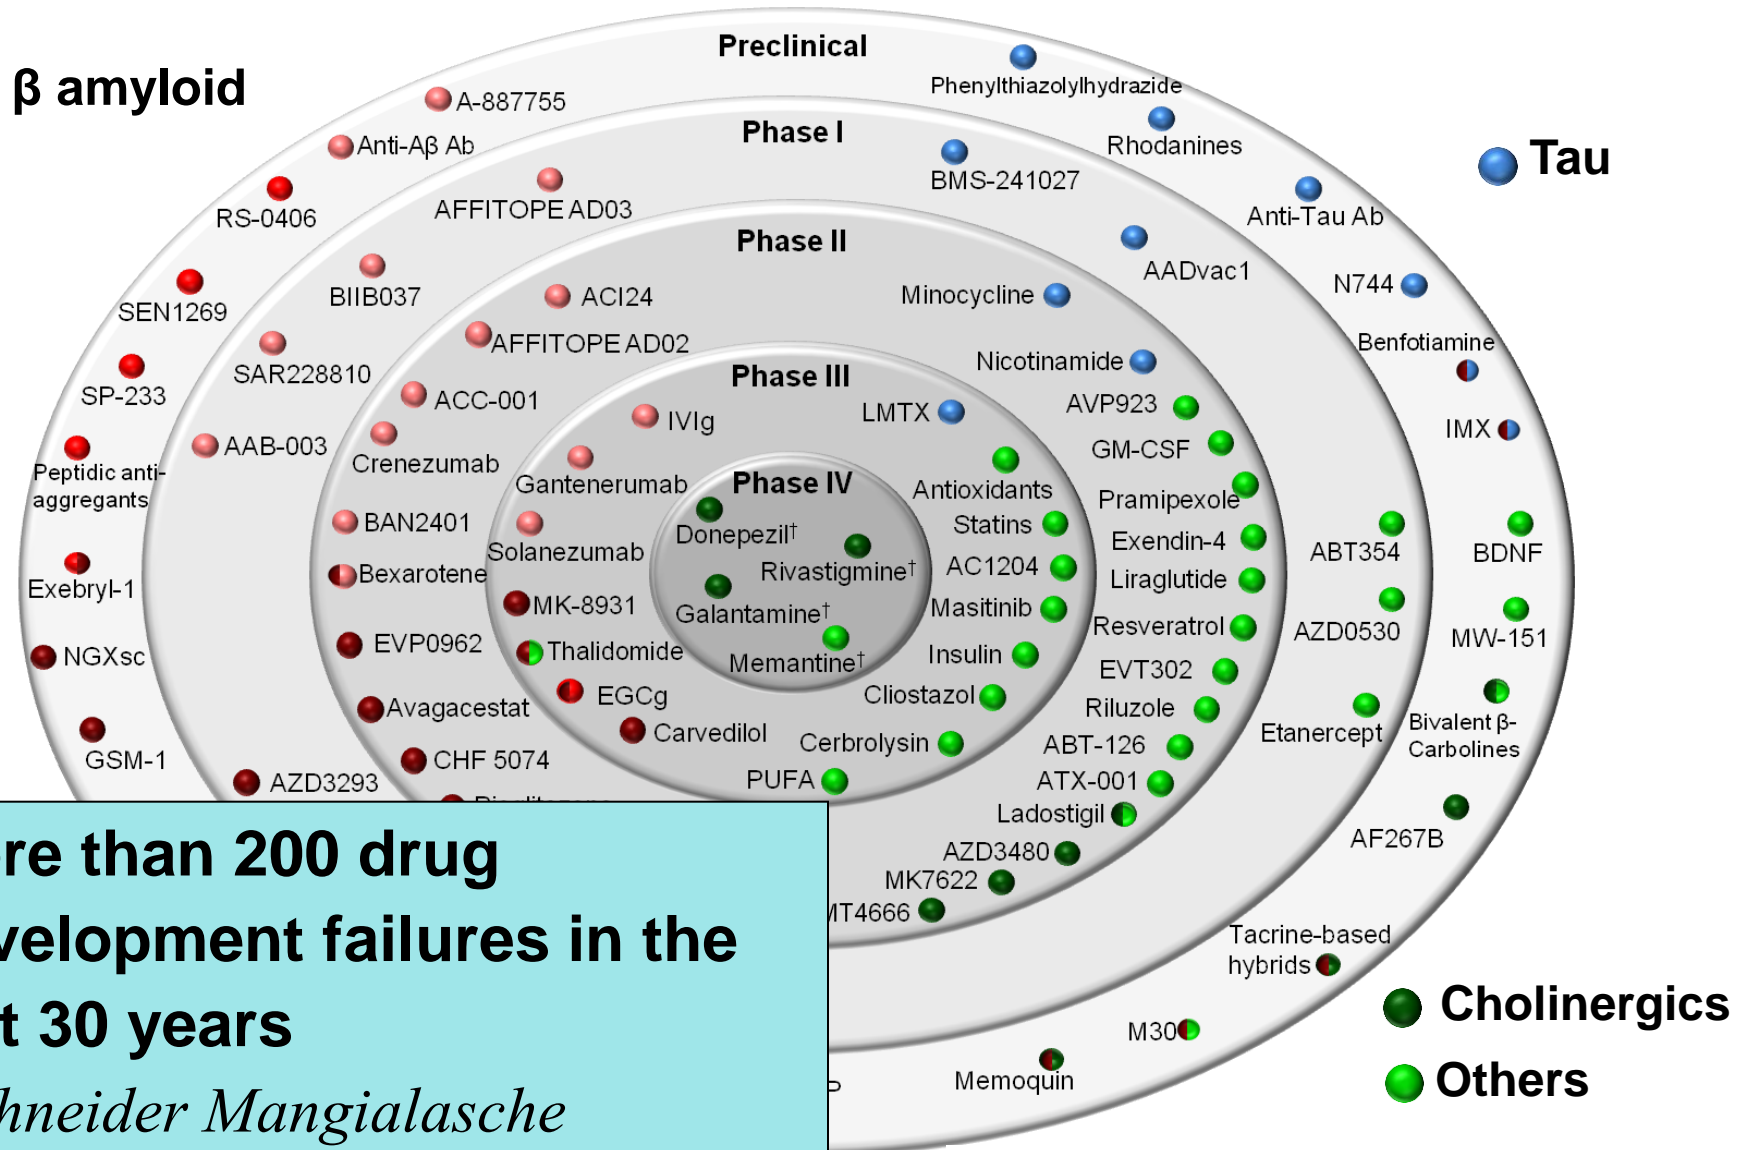 β amyloid
Preclinical
A-887755
Anti-Aβ Ab
RS-0406
SEN1269
SP-233
Peptidic anti-
aggregants
Exebryl-1
NGXsc
GSM-1
Phenylthiazolylhydrazide
Rhodanines
Anti-Tau Ab
N744
Benfotiamine
IMX
BDNF
MW-151
Bivalent β-
Carbolines
AF267B
Tacrine-based
hybrids
M30
Memoquin
Phase I
AFFITOPE AD03
BIIB037
SAR228810
AAB-003
AZD3293
BMS-241027
AADvac1
ABT354
AZD0530
Etanercept
Phase II
ACI24
AFFITOPE AD02
ACC-001
Crenezumab
BAN2401
Bexarotene
EVP0962
Avagacestat
CHF 5074
Minocycline
Nicotinamide
AVP923
GM-CSF
Pramipexole
Exendin-4
Liraglutide
Resveratrol
EVT302
Riluzole
ABT-126
ATX-001
Ladostigil
AZD3480
MK7622
MT4666
Phase III
IVIg
Gantenerumab
Solanezumab
MK-8931
Thalidomide
EGCg
Carvedilol
LMTX
Antioxidants
Statins
AC1204
Masitinib
Insulin
Cliostazol
Cerbrolysin
PUFA
Phase IV
Donepezil†
Rivastigmine†
Galantamine†
Memantine†
Tau
Cholinergics
Others
re than 200 drug
velopment failures in the
t 30 years
hneider Mangialasche